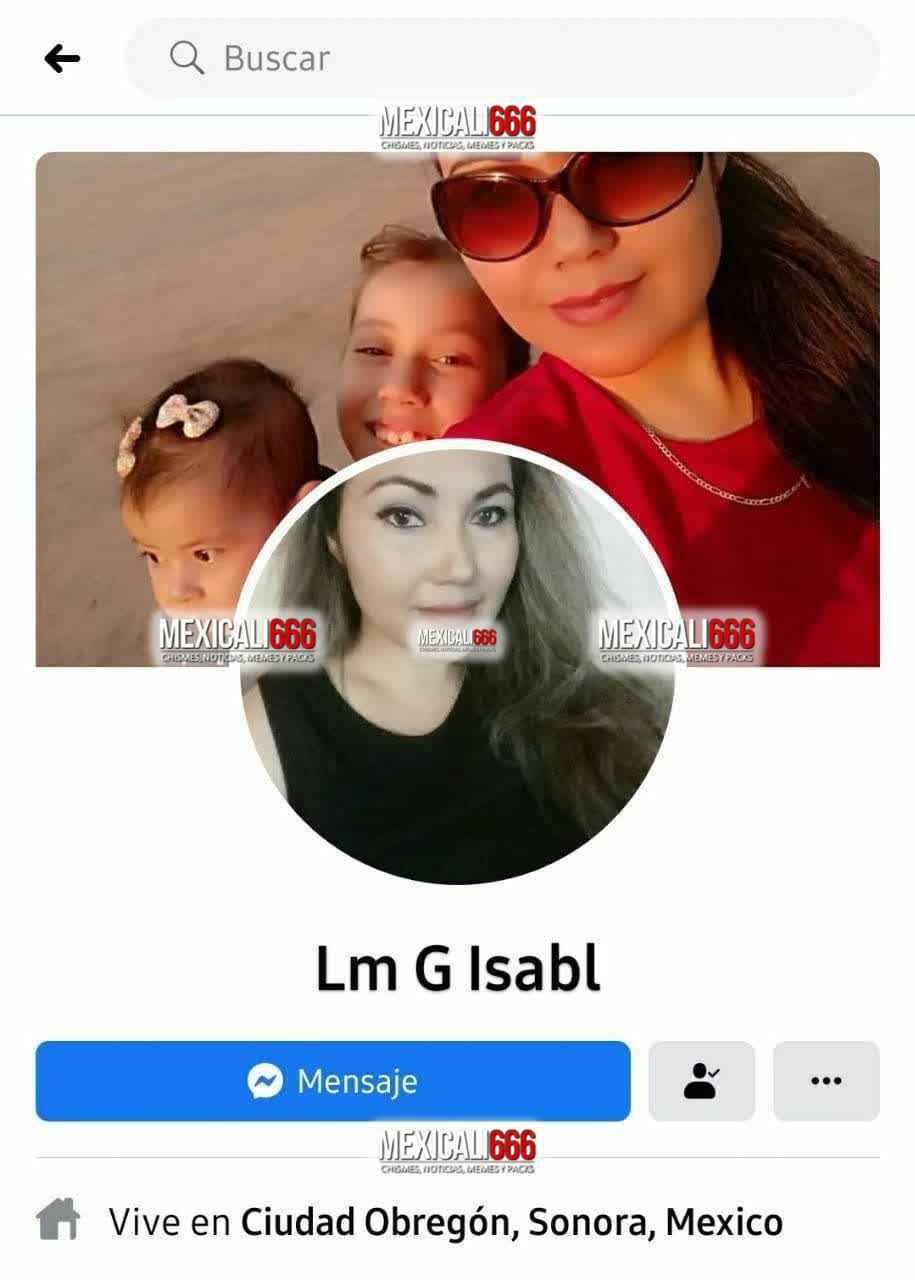 Buscar
MEXICALI666
CHISMES, NOTICIAS, MEMES Y PACKS
MEXICALI666
CHISMES, NOTICIAS, MEMES Y PACKS
MEXICALI666
CHISMES, NOTICIAS, MEMES Y PACKS
MEXICALI666
CHISMES, NOTICIAS, MEMES Y PACKS
Lm G Isabl
Mensaje
MEXICALI666
CHISMES, NOTICIAS, MEMES Y PACKS
Vive en Ciudad Obregón, Sonora, Mexico